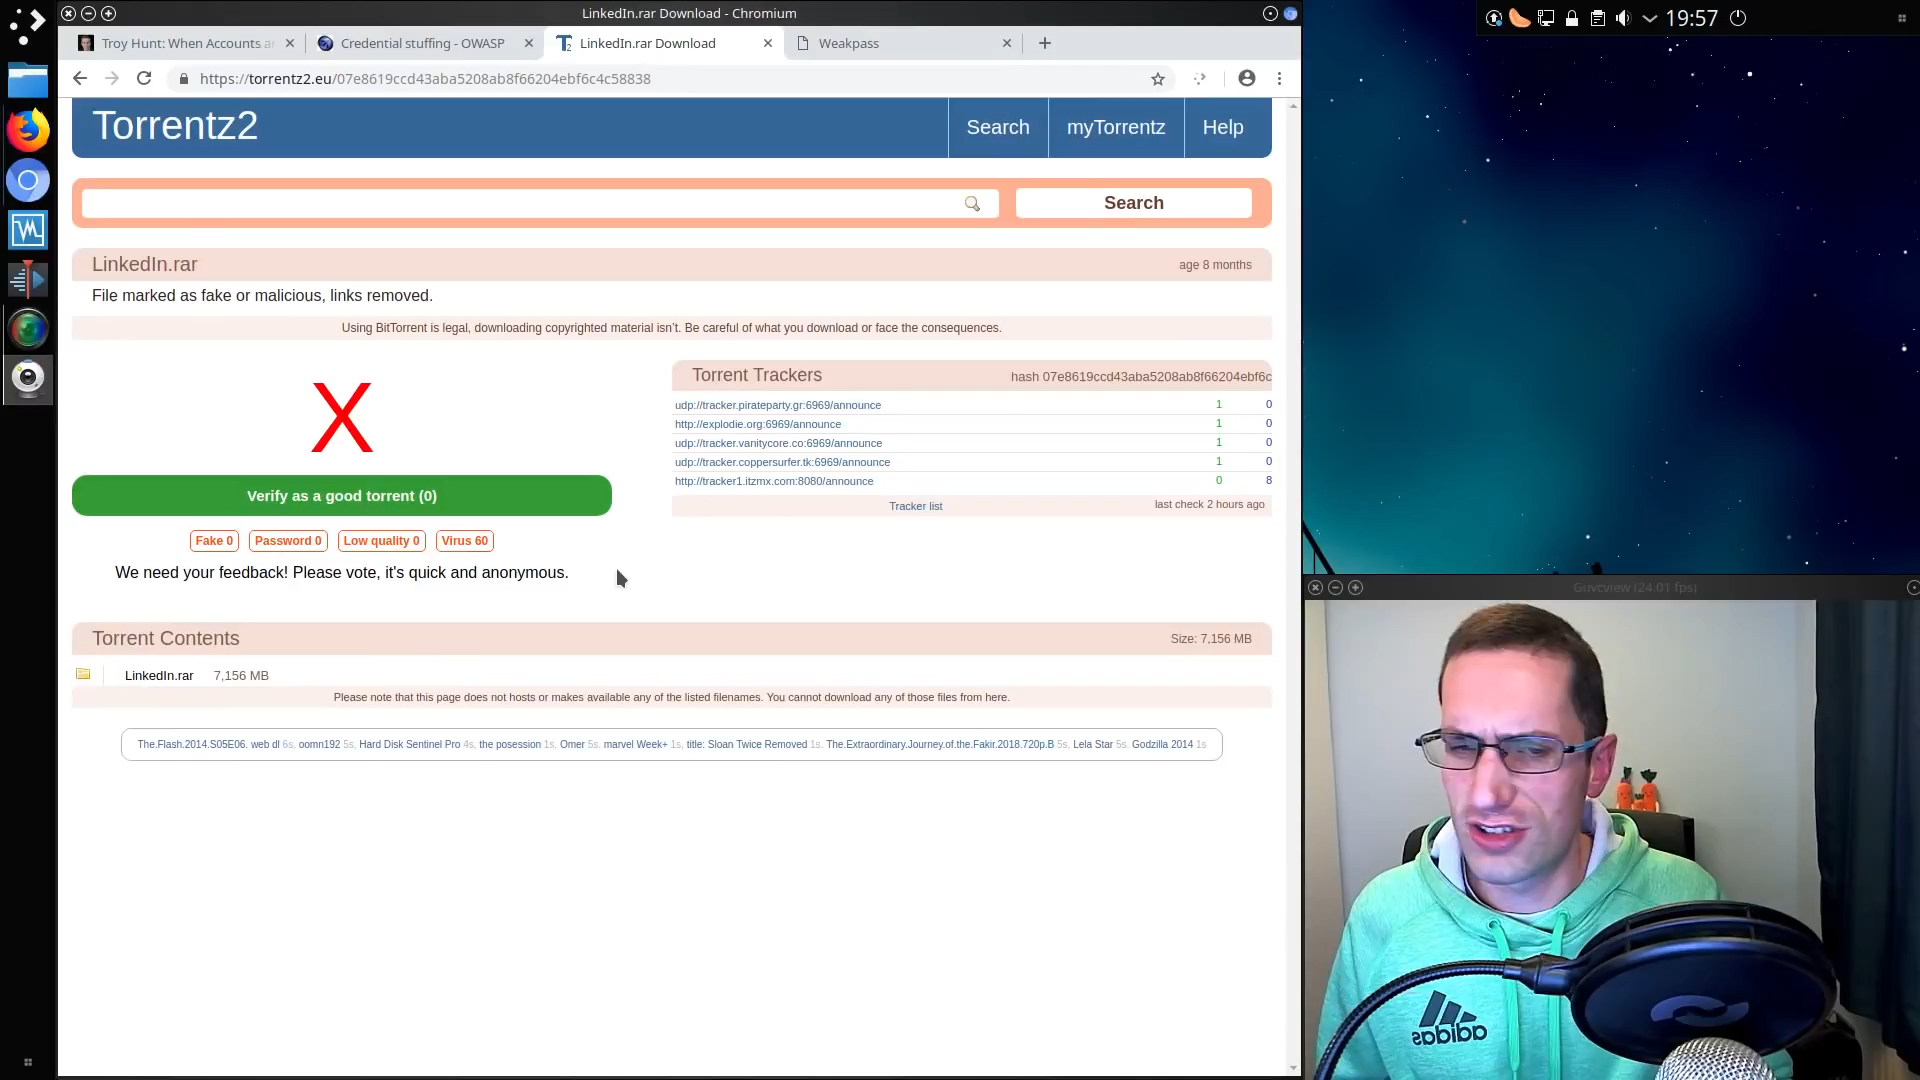 LinkedIn.rar Download - Chromium
19:57
Troy Hunt: When Accounts ar
Credential stuffing - OWASP
LinkedIn.rar Download
Weakpass
https://torrentz2.eu/07e8619ccd43aba5208ab8f66204ebf6c4c58838
Torrentz2
Search
myTorrentz
Help
Search
LinkedIn.rar
age 8 months
File marked as fake or malicious, links removed.
Using BitTorrent is legal, downloading copyrighted material isn't. Be careful of what you download or face the consequences.
X
Verify as a good torrent (0)
Fake 0
Password 0
Low quality 0
Virus 60
We need your feedback! Please vote, it's quick and anonymous.
Torrent Trackers
hash 07e8619ccd43aba5208ab8f66204ebf6c
udp://tracker.pirateparty.gr:6969/announce 1 0
http://explodie.org:6969/announce 1 0
udp://tracker.vanitycore.co:6969/announce 1 0
udp://tracker.coppersurfer.tk:6969/announce 1 0
http://tracker1.itzmx.com:8080/announce 0 8
Tracker list
last check 2 hours ago
Torrent Contents
Size: 7,156 MB
LinkedIn.rar 7,156 MB
Please note that this page does not hosts or makes available any of the listed filenames. You cannot download any of those files from here.
The.Flash.2014.S05E06. web dl 6s, oomn192 5s, Hard Disk Sentinel Pro 4s, the posession 1s, Omer 5s. marvel Week+ 1s, title: Sloan Twice Removed 1s. The.Extraordinary.Journey.of.the.Fakir.2018.720p.B 5s, Lela Star 5s. Godzilla 2014 1s
Guvcview (24.01 fps)
adidas